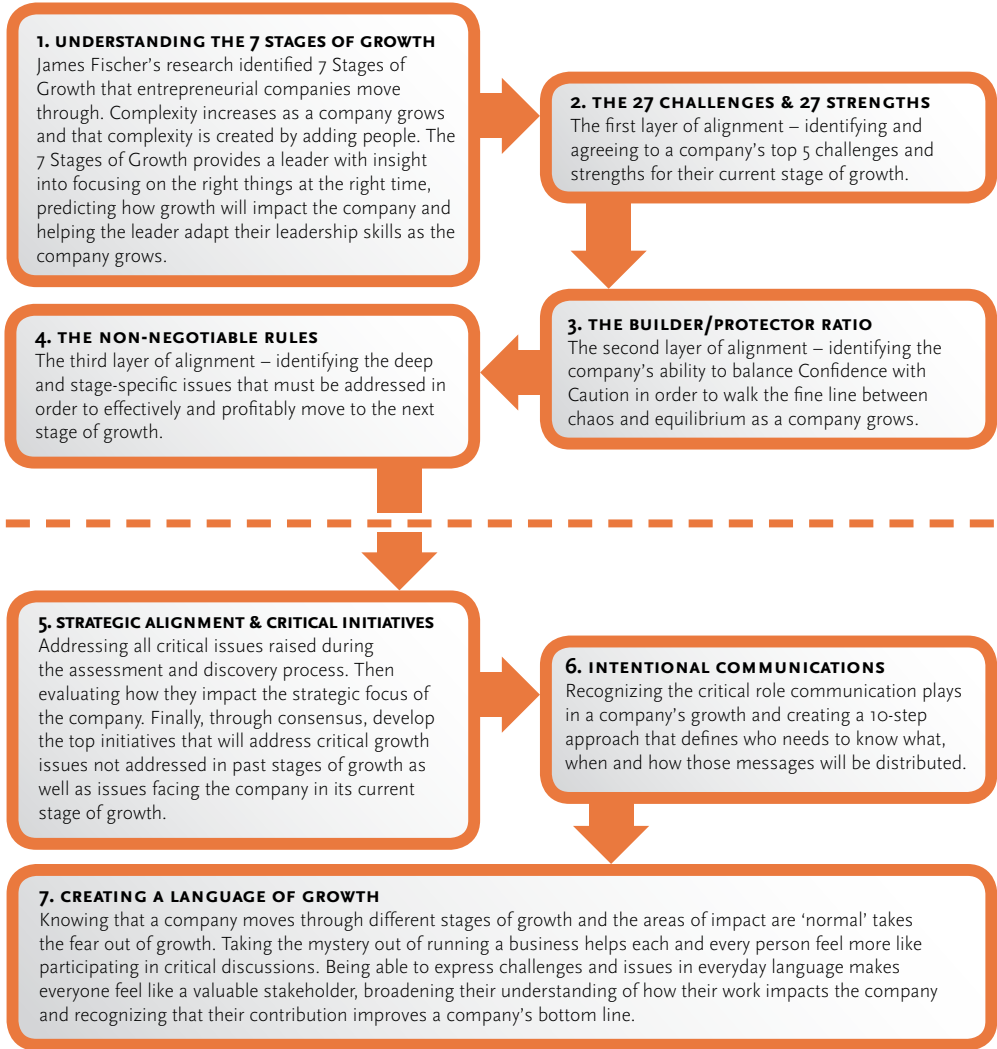 1. UNDERSTANDING THE 7 STAGES OF GROWTH
James Fischer's research identified 7 Stages of
Growth that entrepreneurial companies move
through. Complexity increases as a company grows
and that complexity is created by adding people. The
7 Stages of Growth provides a leader with insight
into focusing on the right things at the right time,
predicting how growth will impact the company and
helping the leader adapt their leadership skills as the
company grows.
2. THE 27 CHALLENGES & 27 STRENGTHS
The first layer of alignment – identifying and
agreeing to a company's top 5 challenges and
strengths for their current stage of growth.
3. THE BUILDER/PROTECTOR RATIO
The second layer of alignment – identifying the
company's ability to balance Confidence with
Caution in order to walk the fine line between
chaos and equilibrium as a company grows.
4. THE NON-NEGOTIABLE RULES
The third layer of alignment – identifying the deep
and stage-specific issues that must be addressed in
order to effectively and profitably move to the next
stage of growth.
5. STRATEGIC ALIGNMENT & CRITICAL INITIATIVES
Addressing all critical issues raised during
the assessment and discovery process. Then
evaluating how they impact the strategic focus of
the company. Finally, through consensus, develop
the top initiatives that will address critical growth
issues not addressed in past stages of growth as
well as issues facing the company in its current
stage of growth.
6. INTENTIONAL COMMUNICATIONS
Recognizing the critical role communication plays
in a company's growth and creating a 10-step
approach that defines who needs to know what,
when and how those messages will be distributed.
7. CREATING A LANGUAGE OF GROWTH
Knowing that a company moves through different stages of growth and the areas of impact are 'normal' takes
the fear out of growth. Taking the mystery out of running a business helps each and every person feel more like
participating in critical discussions. Being able to express challenges and issues in everyday language makes
everyone feel like a valuable stakeholder, broadening their understanding of how their work impacts the company
and recognizing that their contribution improves a company's bottom line.